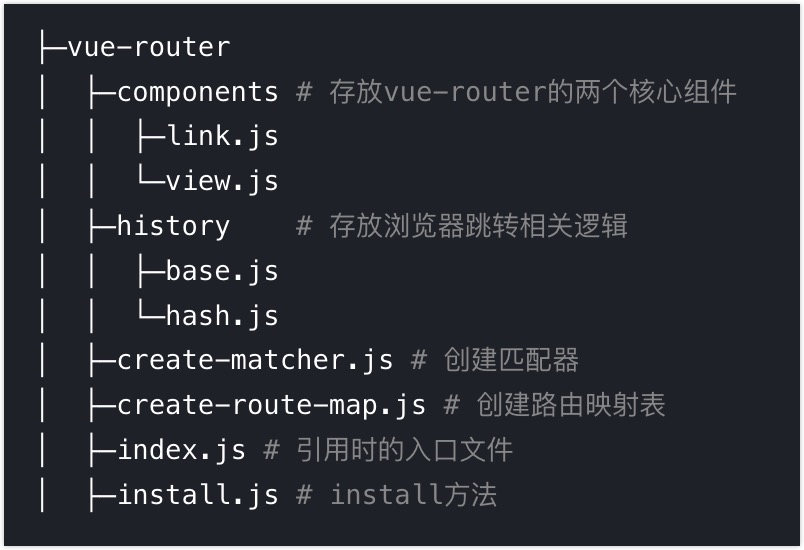 ├─vue-router
│  ├─components # 存放vue-router的两个核心组件
│  │  ├─link.js
│  │  └─view.js
│  ├─history    # 存放浏览器跳转相关逻辑
│  │  ├─base.js
│  │  └─hash.js
│  ├─create-matcher.js # 创建匹配器
│  ├─create-route-map.js # 创建路由映射表
│  ├─index.js # 引用时的入口文件
│  ├─install.js # install方法